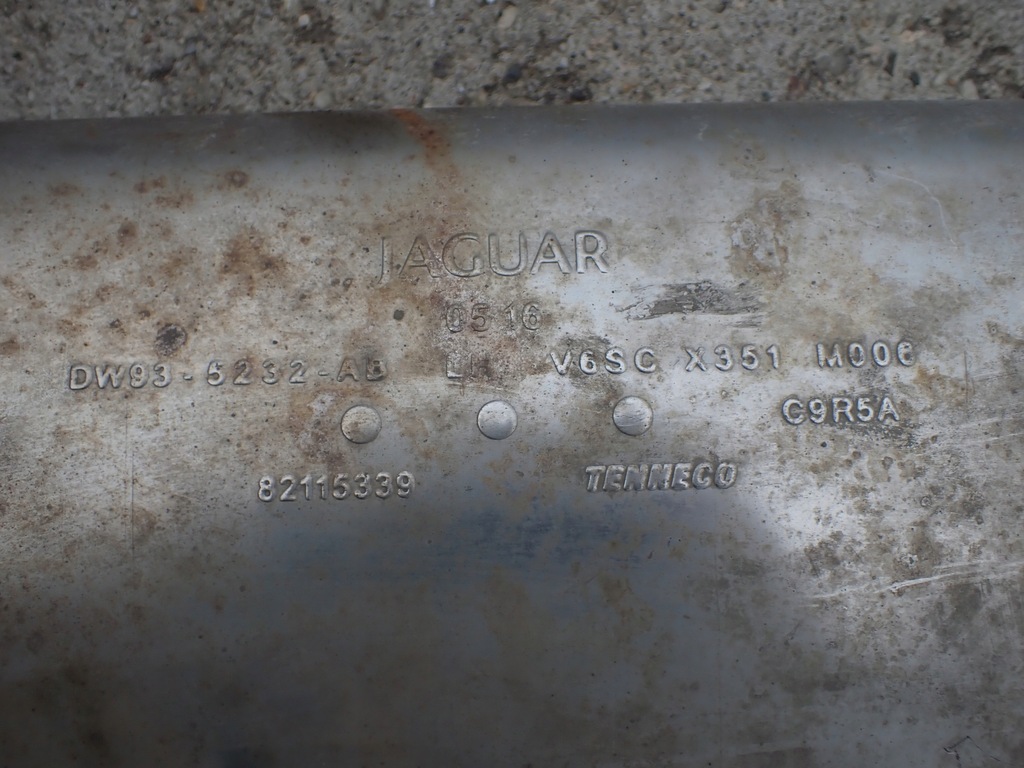 JAGUAR
0516
DW93-5232-AB V6SC X351 M006
C9R5A
82115339 TENNECO